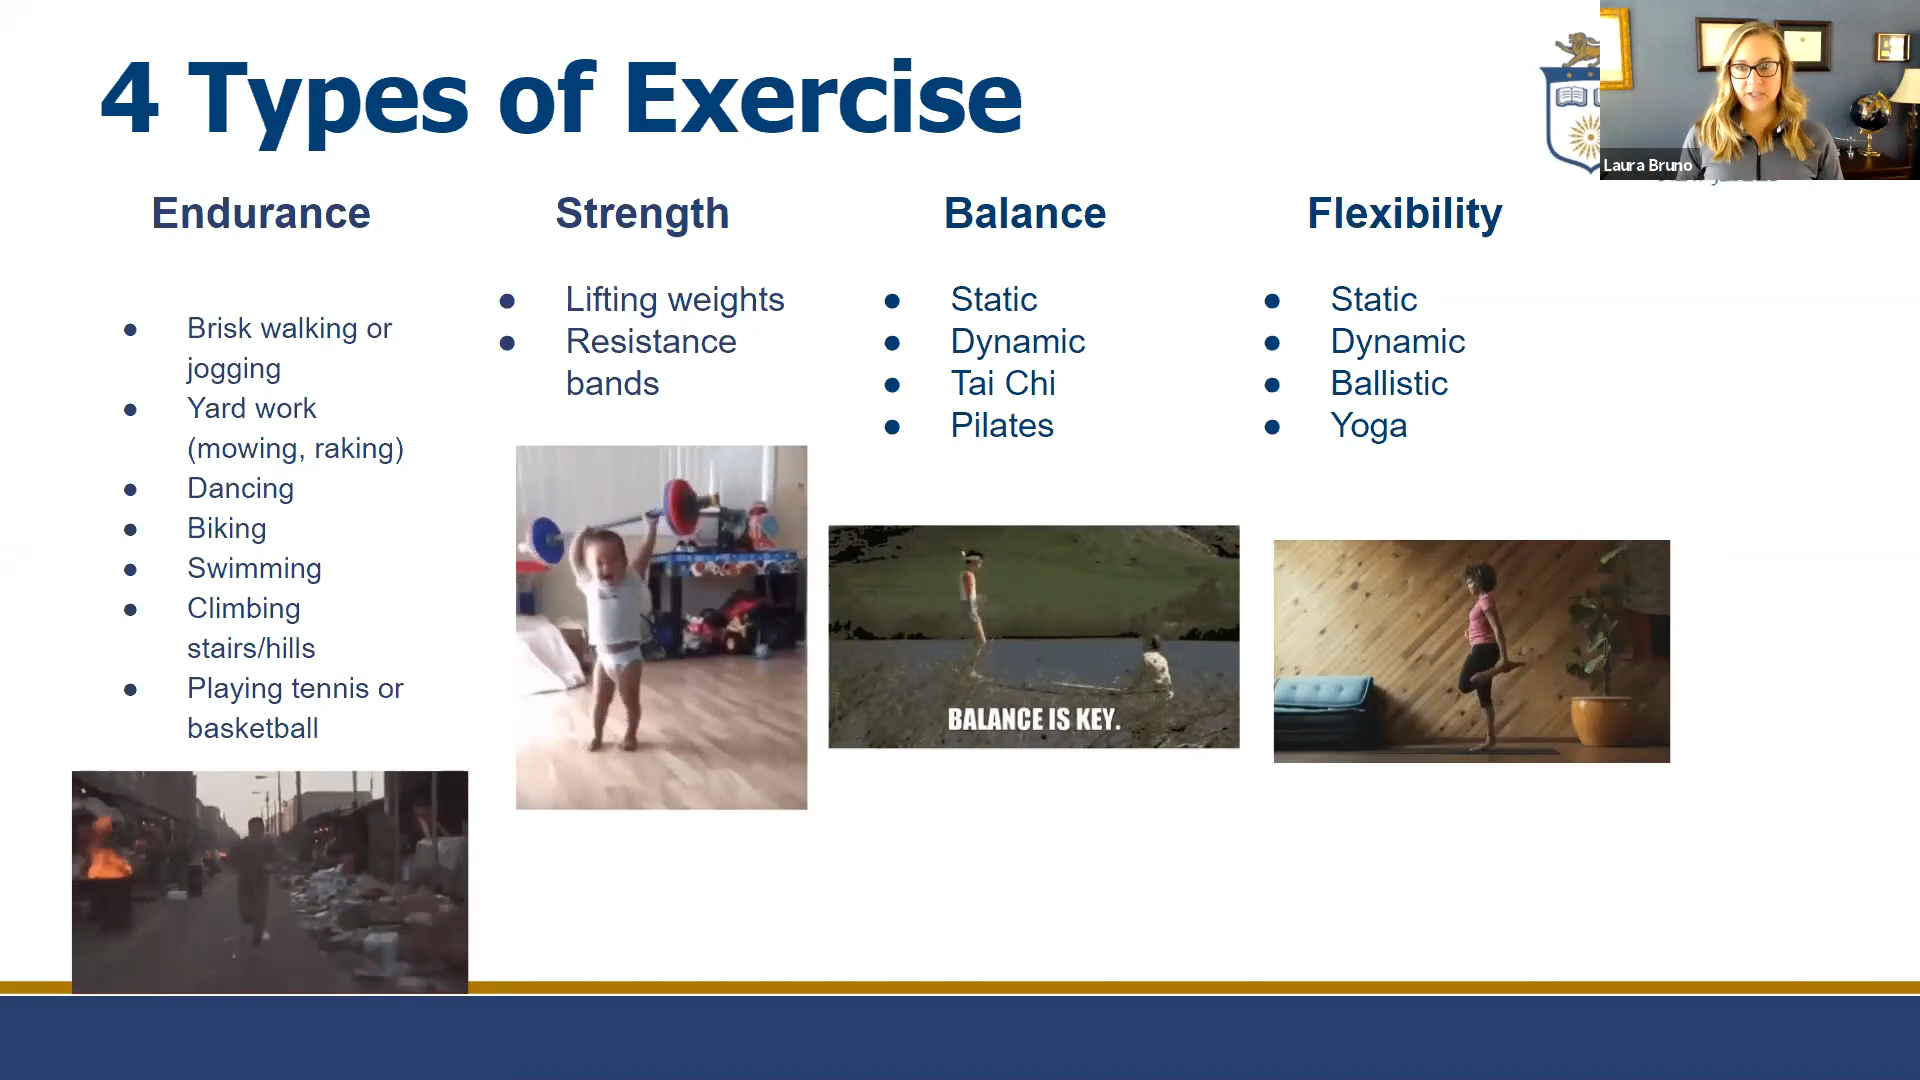 4 Types of Exercise
Laura Bruno
Endurance
Brisk walking or
jogging
Yard work
(mowing, raking)
Dancing
Biking
Swimming
Climbing
stairs/hills
Playing tennis or
basketball
Strength
Lifting weights
Resistance
bands
Balance
Static
Dynamic
Tai Chi
Pilates
BALANCE IS KEY.
Flexibility
Static
Dynamic
Ballistic
Yoga